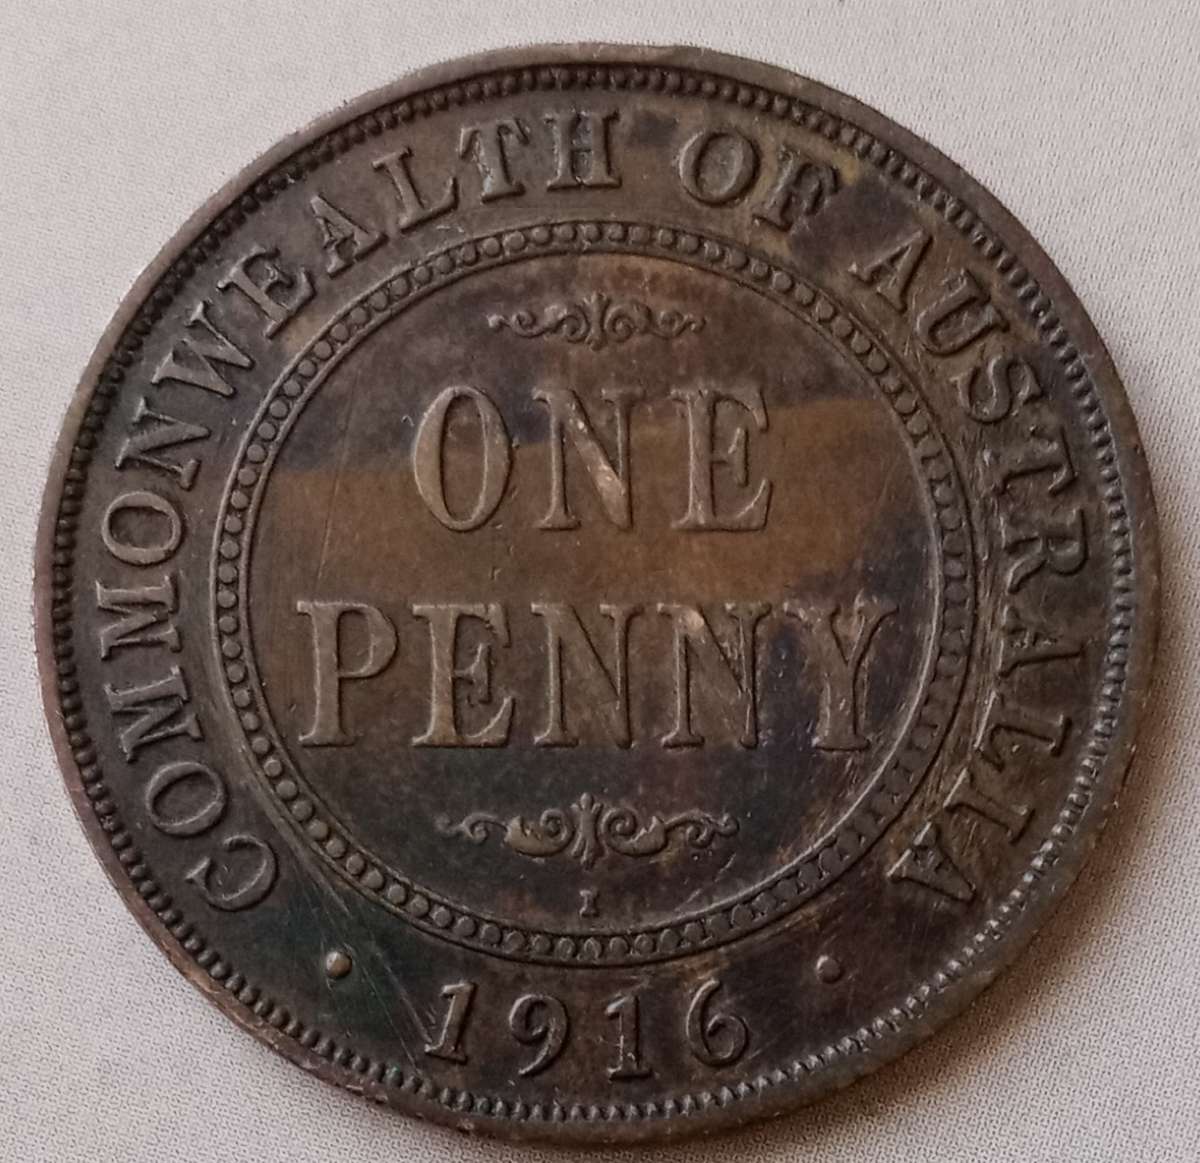 COMMONWEALTH OF AUSTRALIA
ONE
PENNY
I
· 1916 ·